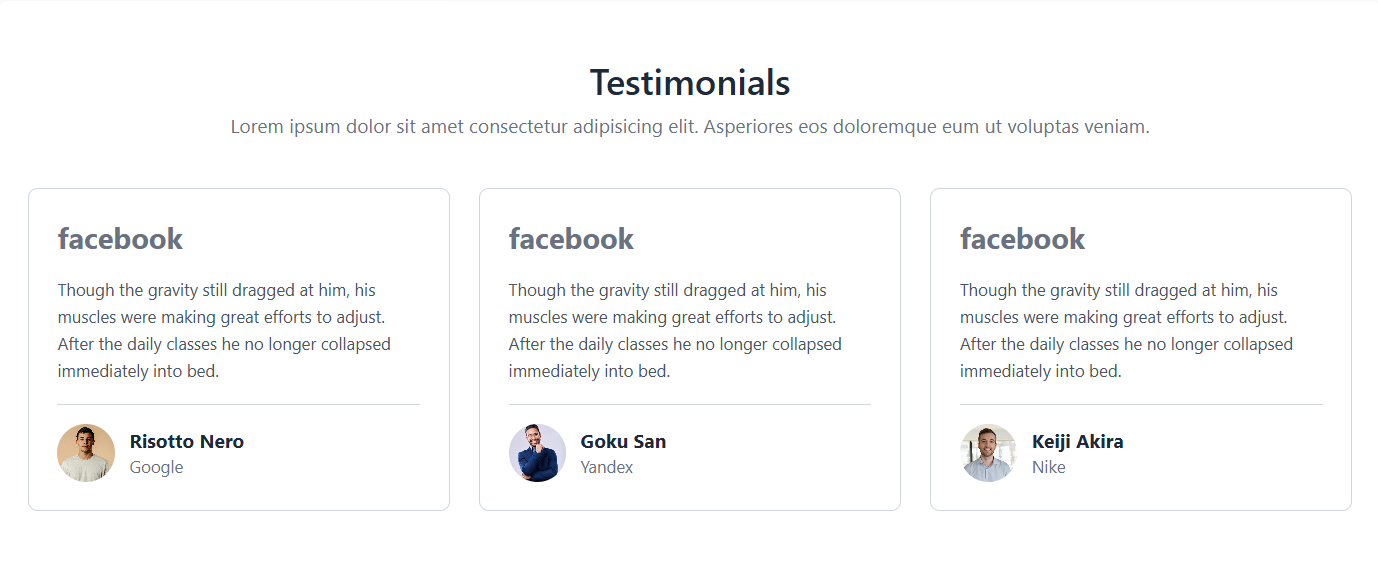 Testimonials
Lorem ipsum dolor sit amet consectetur adipisicing elit. Asperiores eos doloremque eum ut voluptas veniam.
facebook
Though the gravity still dragged at him, his
muscles were making great efforts to adjust.
After the daily classes he no longer collapsed
immediately into bed.
Risotto Nero
Google
facebook
Though the gravity still dragged at him, his
muscles were making great efforts to adjust.
After the daily classes he no longer collapsed
immediately into bed.
Goku San
Yandex
facebook
Though the gravity still dragged at him, his
muscles were making great efforts to adjust.
After the daily classes he no longer collapsed
immediately into bed.
Keiji Akira
Nike